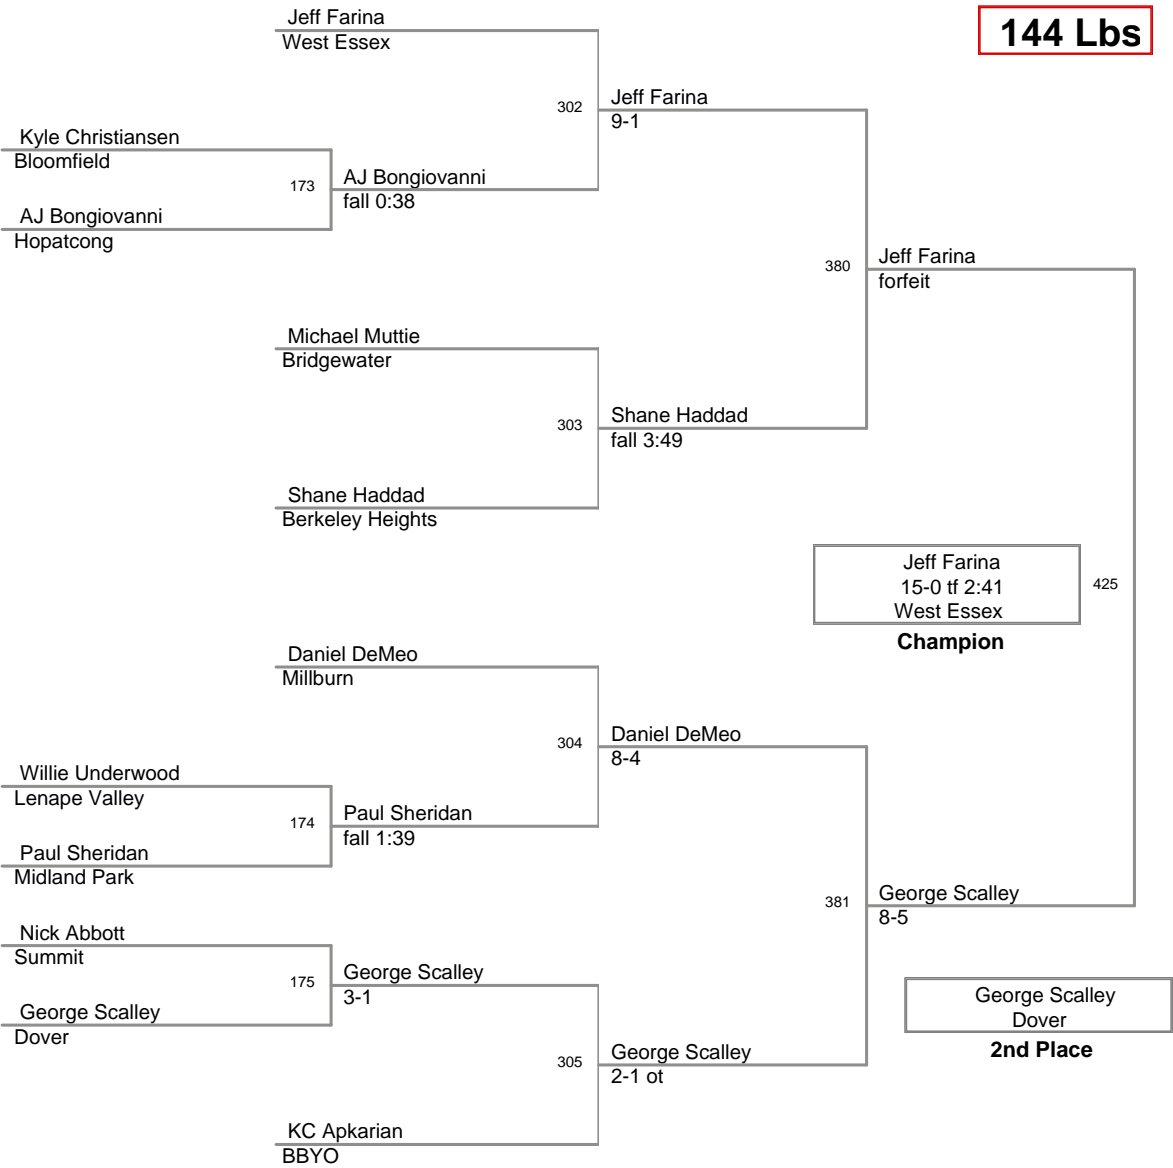 Jeff Farina
West Essex
144 Lbs
302
Jeff Farina
9-1
Kyle Christiansen
Bloomfield
173
AJ Bongiovanni
fall 0:38
AJ Bongiovanni
Hopatcong
380
Jeff Farina
forfeit
Michael Muttie
Bridgewater
303
Shane Haddad
fall 3:49
Shane Haddad
Berkeley Heights
Jeff Farina
15-0 tf 2:41
West Essex
425
Champion
Daniel DeMeo
Millburn
304
Daniel DeMeo
8-4
Willie Underwood
Lenape Valley
174
Paul Sheridan
fall 1:39
Paul Sheridan
Midland Park
381
George Scalley
8-5
Nick Abbott
Summit
175
George Scalley
3-1
George Scalley
Dover
George Scalley
Dover
2nd Place
305
George Scalley
2-1 ot
KC Apkarian
BBYO